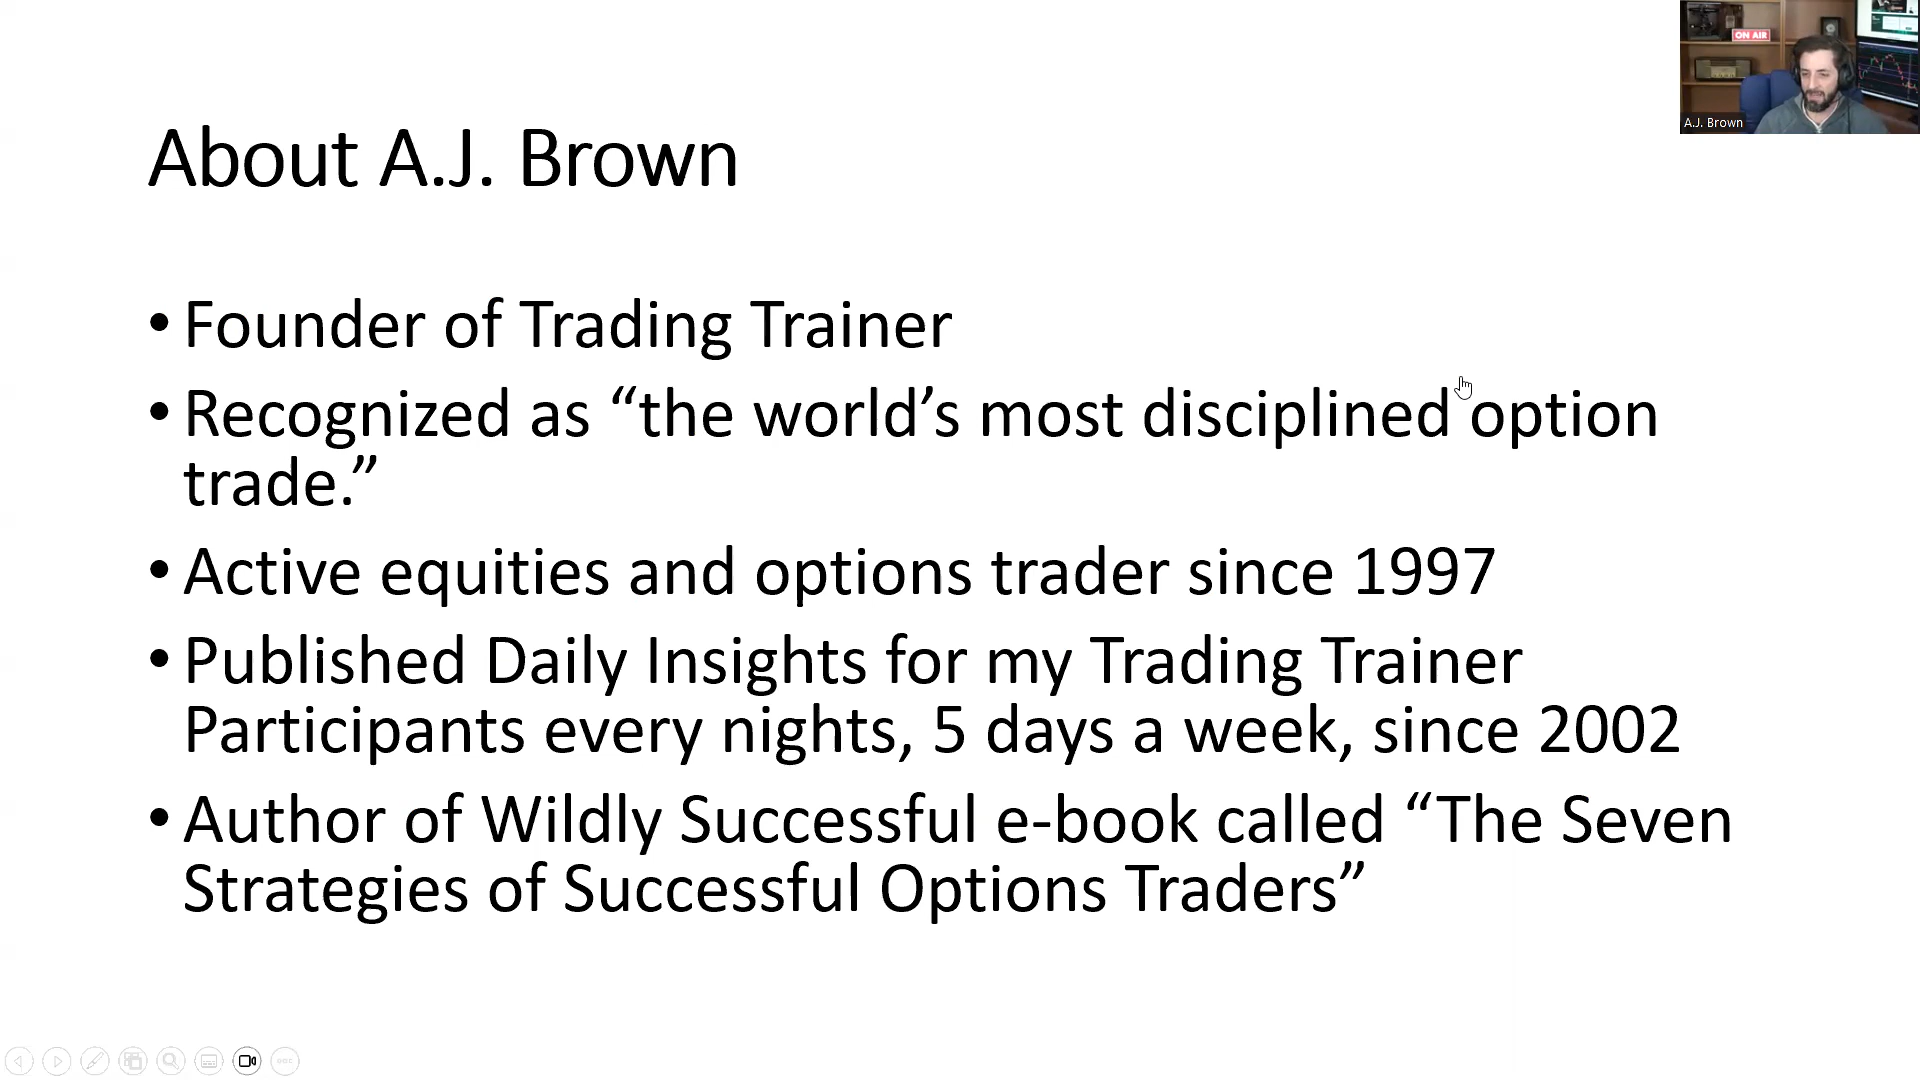 ON AIR
A.J. Brown
About A.J. Brown
• Founder of Trading Trainer
• Recognized as “the world’s most disciplined option
trade.”
• Active equities and options trader since 1997
• Published Daily Insights for my Trading Trainer
Participants every nights, 5 days a week, since 2002
• Author of Wildly Successful e-book called “The Seven
Strategies of Successful Options Traders”